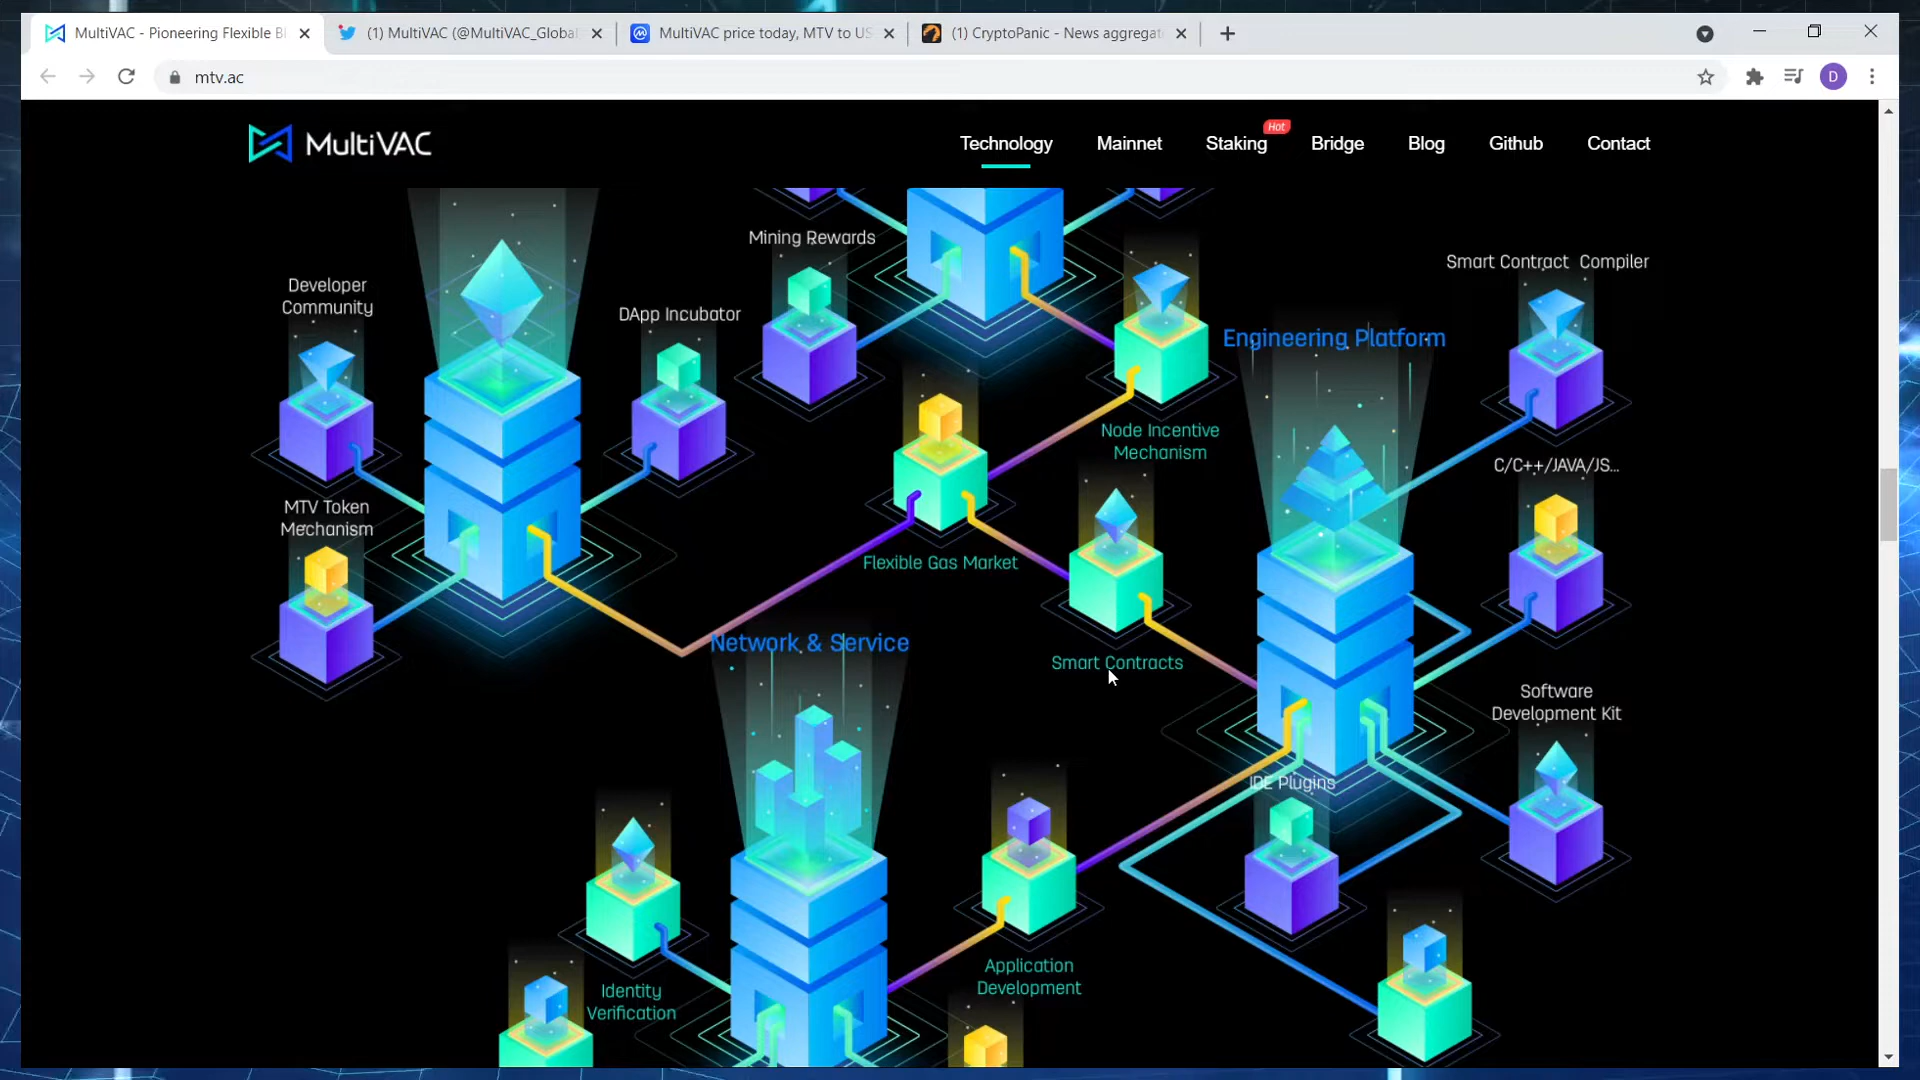 MultiVAC - Pioneering Flexible Bl
(1) MultiVAC (@MultiVAC_Global
MultiVAC price today, MTV to US
(1) CryptoPanic - News aggregat
mtv.ac
D
MultiVAC
Technology
Mainnet
Staking
Hot
Bridge
Blog
Github
Contact
Mining Rewards
Smart Contract Compiler
Developer
Community
DApp Incubator
Engineering Platform
Node Incentive
Mechanism
C/C++/JAVA/JS...
MTV Token
Mechanism
Flexible Gas Market
Network & Service
Smart Contracts
Software
Development Kit
IDE Plugins
Application
Development
Identity
Verification